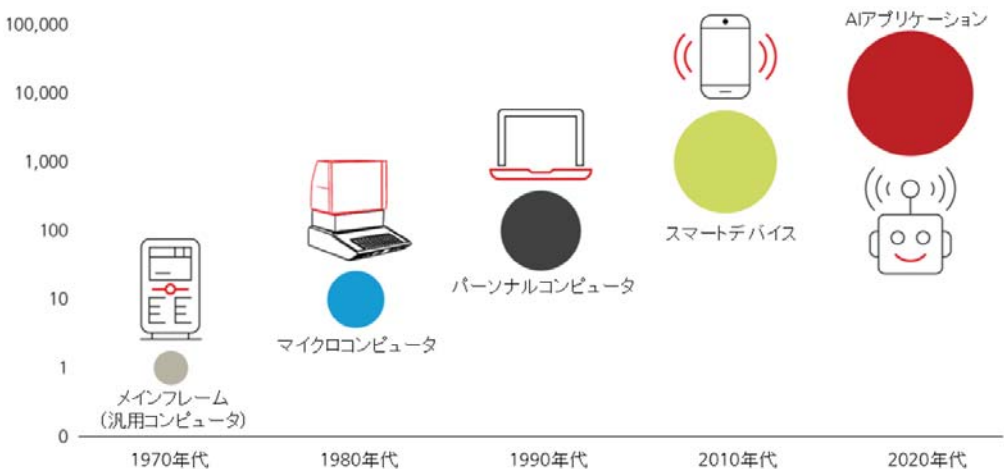 100,000
10,000
1,000
100
10
1
0
AIアプリケーション
スマートデバイス
パーソナルコンピュータ
マイクロコンピュータ
メインフレーム
(汎用コンピュータ)
1970年代
1980年代
1990年代
2010年代
2020年代